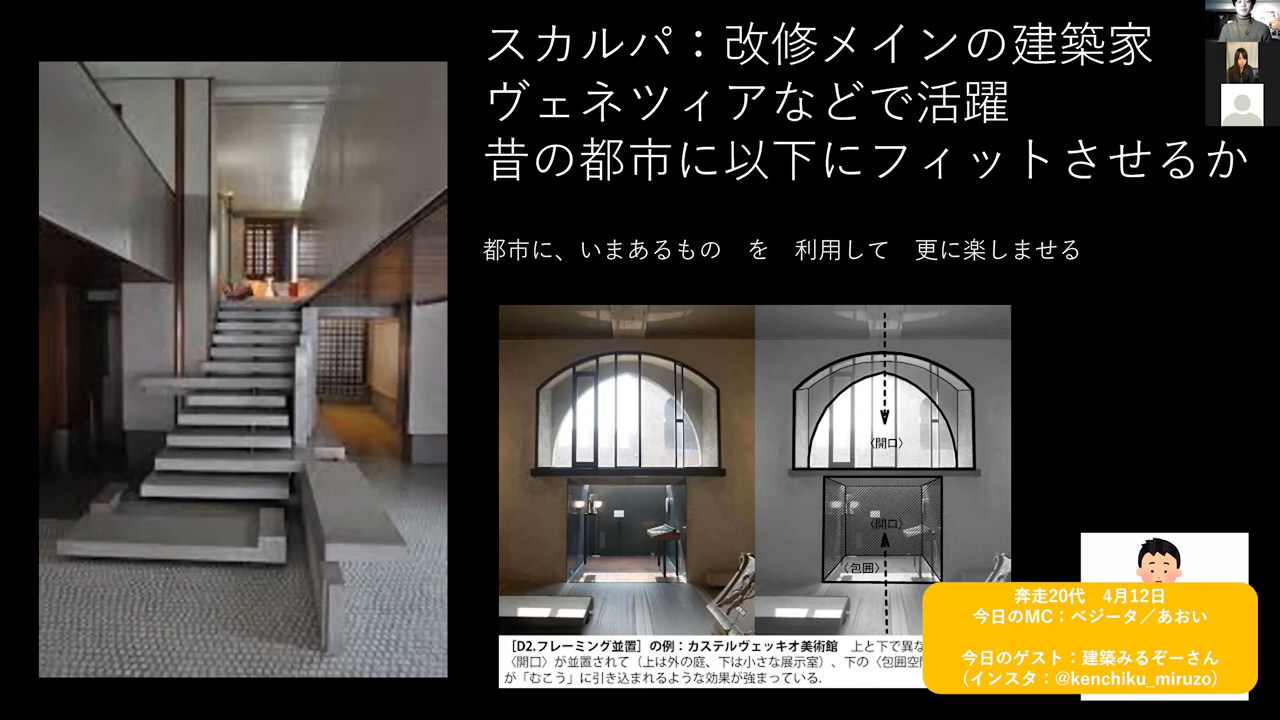 スカルパ：改修メインの建築家
ヴェネツィアなどで活躍
昔の都市に以下にフィットさせるか
都市に、いまあるもの　を　利用して　更に楽しませる
〈開口〉
〈開口〉
〈包囲〉
［D2.フレーミング並置］の例：カステルヴェッキオ美術館　上と下で異な
〈開口〉が並置されて（上は外の庭、下は小さな展示室）、下の〈包囲空
が「むこう」に引き込まれるような効果が強まっている.
奔走20代　4月12日
今日のMC：ベジータ／あおい
今日のゲスト：建築みるぞーさん
（インスタ：@kenchiku_miruzo）